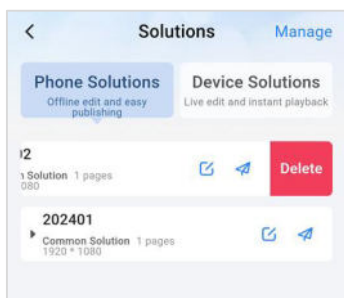 Solutions Manage
Phone Solutions
Offline edit and easy
publishing
Device Solutions
Live edit and instant playback
02
n Solution 1 pages
080
Delete
202401
Common Solution 1 pages
1920 * 1080